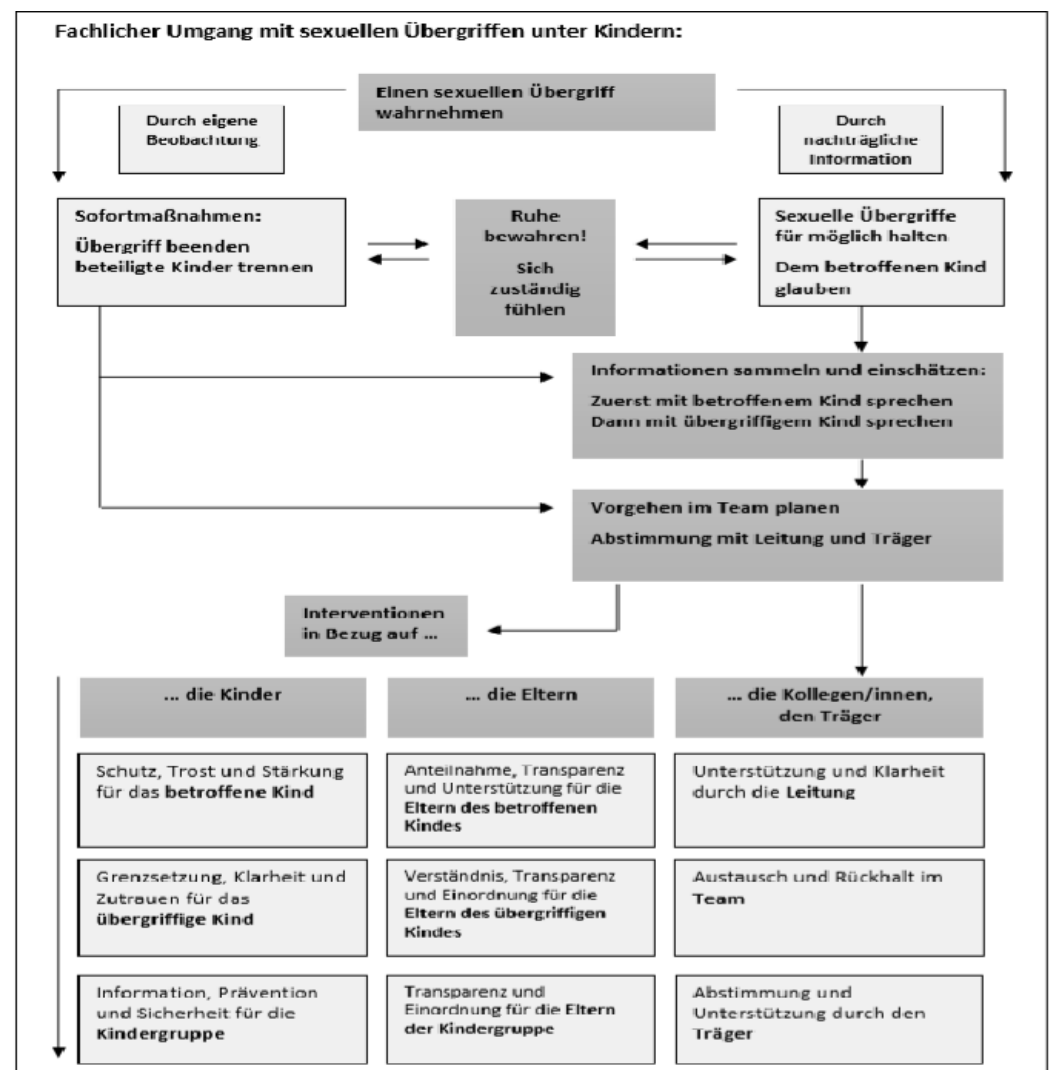 Fachlicher Umgang mit sexuellen Übergriffen unter Kindern:
Einen sexuellen Übergriff
wahrnehmen
Durch eigene
Beobachtung
Durch
nachträgliche
Information
Sofortmaßnahmen:
Übergriff beenden
beteiligte Kinder trennen
Ruhe
bewahren!
Sich
zuständig
fühlen
Sexuelle Übergriffe
für möglich halten
Dem betroffenen Kind
glauben
Informationen sammeln und einschätzen:
Zuerst mit betroffenem Kind sprechen
Dann mit übergriffigem Kind sprechen
Vorgehen im Team planen
Abstimmung mit Leitung und Träger
Interventionen
in Bezug auf ...
... die Kinder
... die Eltern
... die Kollegen/innen,
den Träger
Schutz, Trost und Stärkung
für das betroffene Kind
Anteilnahme, Transparenz
und Unterstützung für die
Eltern des betroffenen
Kindes
Unterstützung und Klarheit
durch die Leitung
Grenzsetzung, Klarheit und
Zutrauen für das
übergriffige Kind
Verständnis, Transparenz
und Einordnung für die
Eltern des übergriffigen
Kindes
Austausch und Rückhalt im
Team
Information, Prävention
und Sicherheit für die
Kindergruppe
Transparenz und
Einordnung für die Eltern
der Kindergruppe
Abstimmung und
Unterstützung durch den
Träger